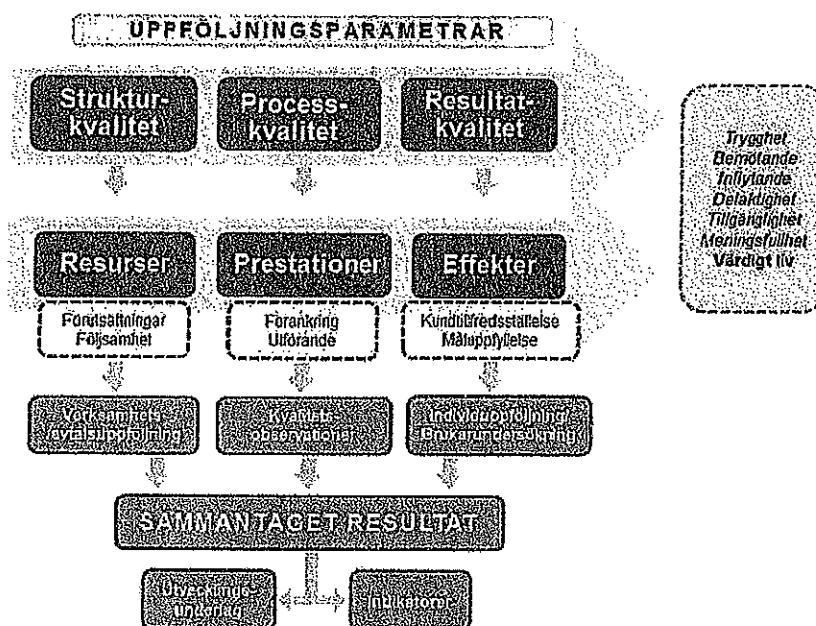 UPPFÖLJNINGSPARAMETRAR
Struktur-
kvalitet
Process-
kvalitet
Resultat-
kvalitet
Trygghet
Bemötande
Inflytande
Delaktighet
Tillgänglighet
Meningsfullhet
Värdigt liv
Resurser
Prestationer
Effekter
Förutsättningar
Följsamhet
Förankring
Utförande
Kundtillfredsställelse
Måluppfyllelse
Verksamhets-
/avtalsuppföljning
Kvalitets-
observationer
Individuppföljning/
Brukarundersökning
SAMMANTAGET RESULTAT
Utvecklings-
underlag
Indikatorer